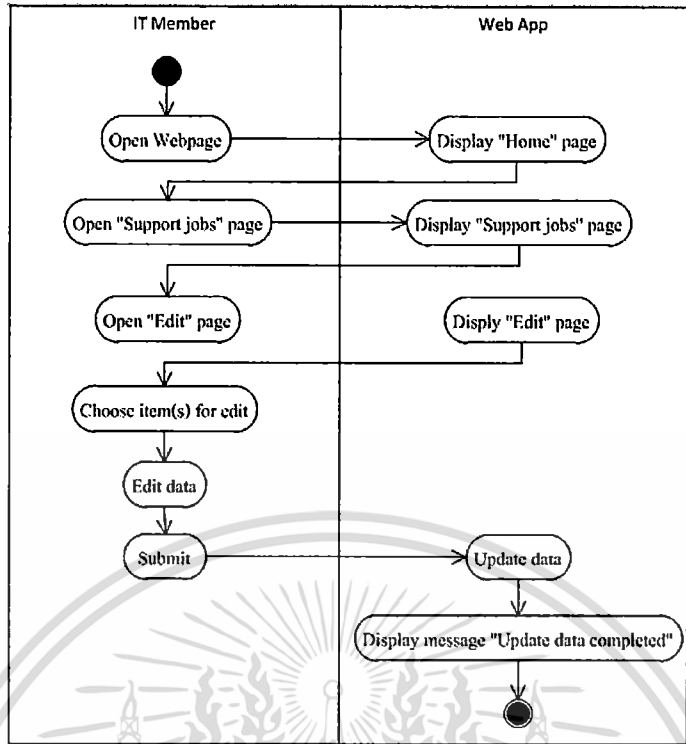 IT Member
Web App
Open Webpage
Display "Home" page
Open "Support jobs" page
Display "Support jobs" page
Open "Edit" page
Disply "Edit" page
Choose item(s) for edit
Edit data
Submit
Update data
Display message "Update data completed"